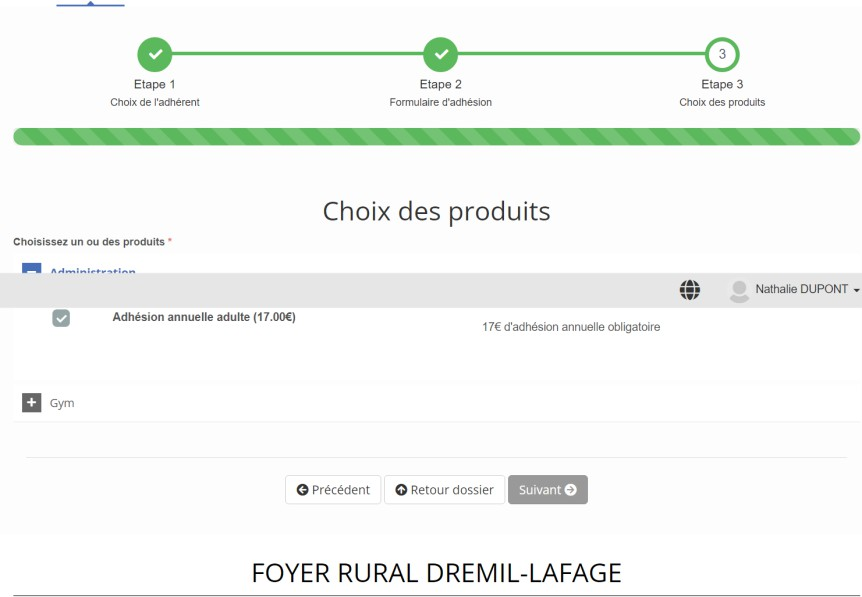 3
Etape 1
Etape 2
Etape 3
Choix de l'adhérent
Formulaire d'adhésion
Choix des produits
Choix des produits
Choisissez un ou des produits *
Administration
Nathalie DUPONT
Adhésion annuelle adulte (17.00€)
17€ d'adhésion annuelle obligatoire
Gym
Précédent
Retour dossier
Suivant
FOYER RURAL DREMIL-LAFAGE